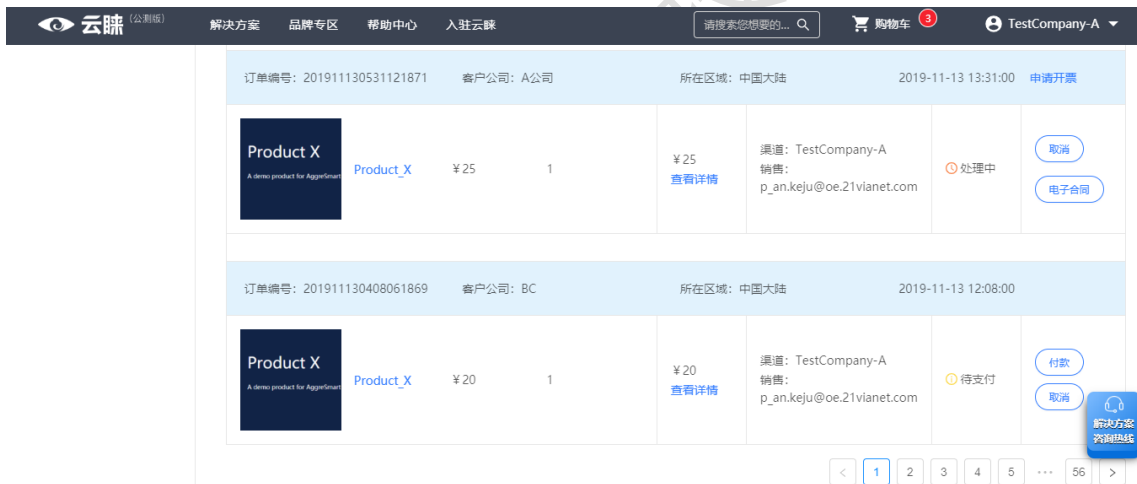 云睐 (公测版) 解决方案 品牌专区 帮助中心 入驻云睐 请搜索您想要的... 购物车 3 TestCompany-A
订单编号: 201911130531121871 客户公司: A公司 所在区域: 中国大陆 2019-11-13 13:31:00 申请开票
Product X
A demo product for AggreSmart
Product_X ¥25 1
¥25
查看详情
渠道: TestCompany-A
销售:
p_an.keju@oe.21vianet.com
处理中
取消
电子合同
订单编号: 201911130408061869 客户公司: BC 所在区域: 中国大陆 2019-11-13 12:08:00
Product X
A demo product for AggreSmart
Product_X ¥20 1
¥20
查看详情
渠道: TestCompany-A
销售:
p_an.keju@oe.21vianet.com
待支付
付款
取消
解决方案
咨询热线
< 1 2 3 4 5 ··· 56 >